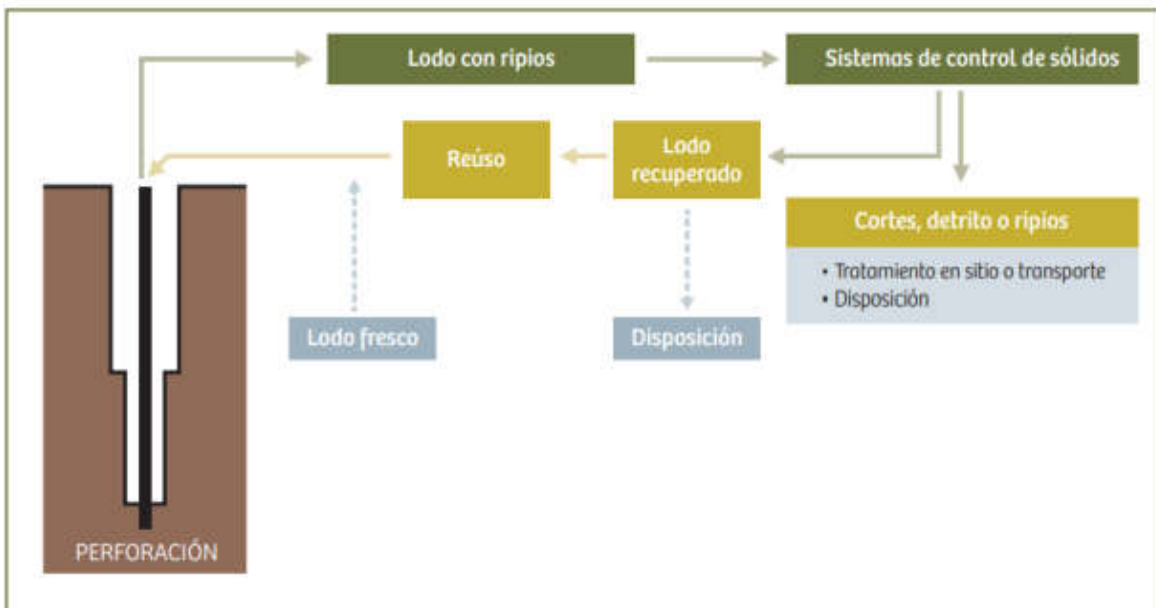 Lodo con ripios
Sistemas de control de sólidos
Reúso
Lodo
recuperado
Cortes, detrito o ripios
• Tratamiento en sitio o transporte
• Disposición
Lodo fresco
Disposición
PERFORACIÓN